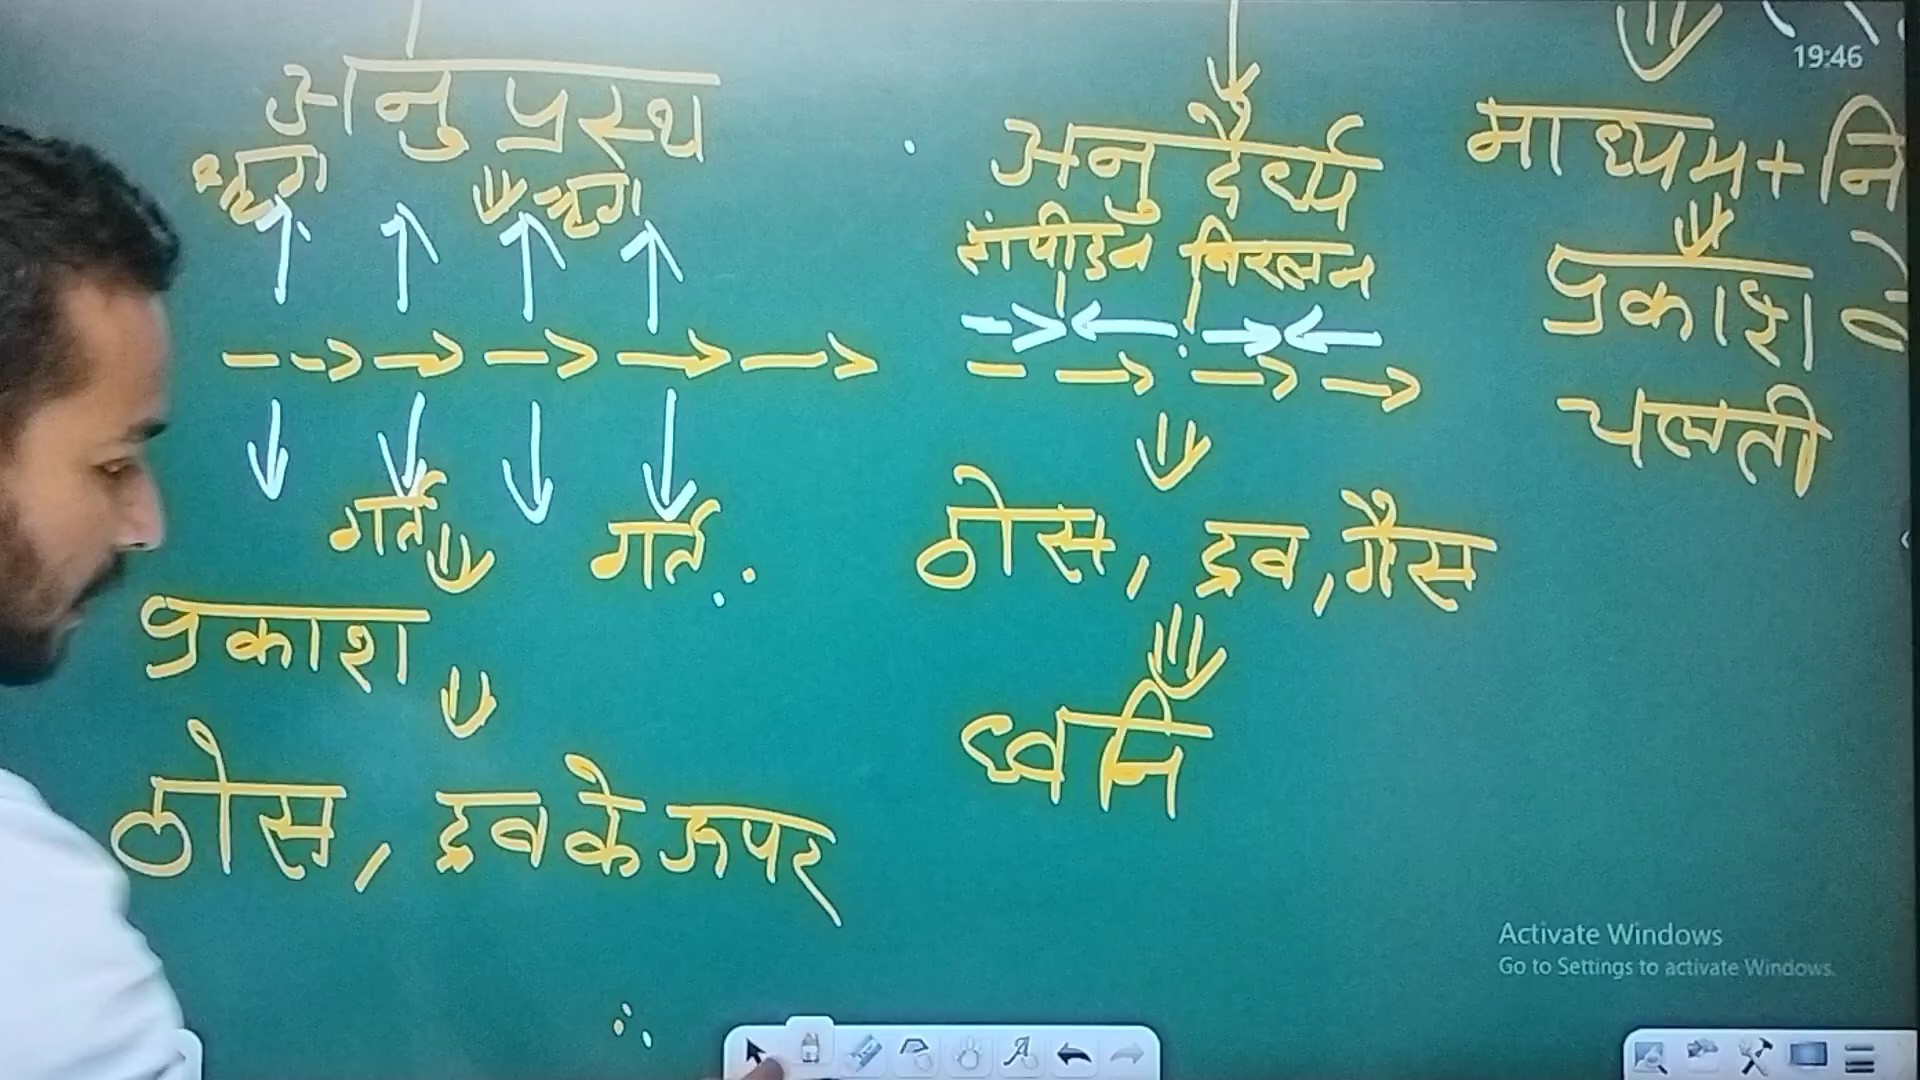 अनुप्रस्थ
श्रृंग
श्रृंग
गर्त
गर्त
प्रकाश
ठोस, द्रव के ऊपर
अनुदैर्ध्य
संपीडन विरलन
ठोस, द्रव, गैस
ध्वनि
19:46
माध्यम + नि
प्रकाश
चलती
Activate Windows
Go to Settings to activate Windows.